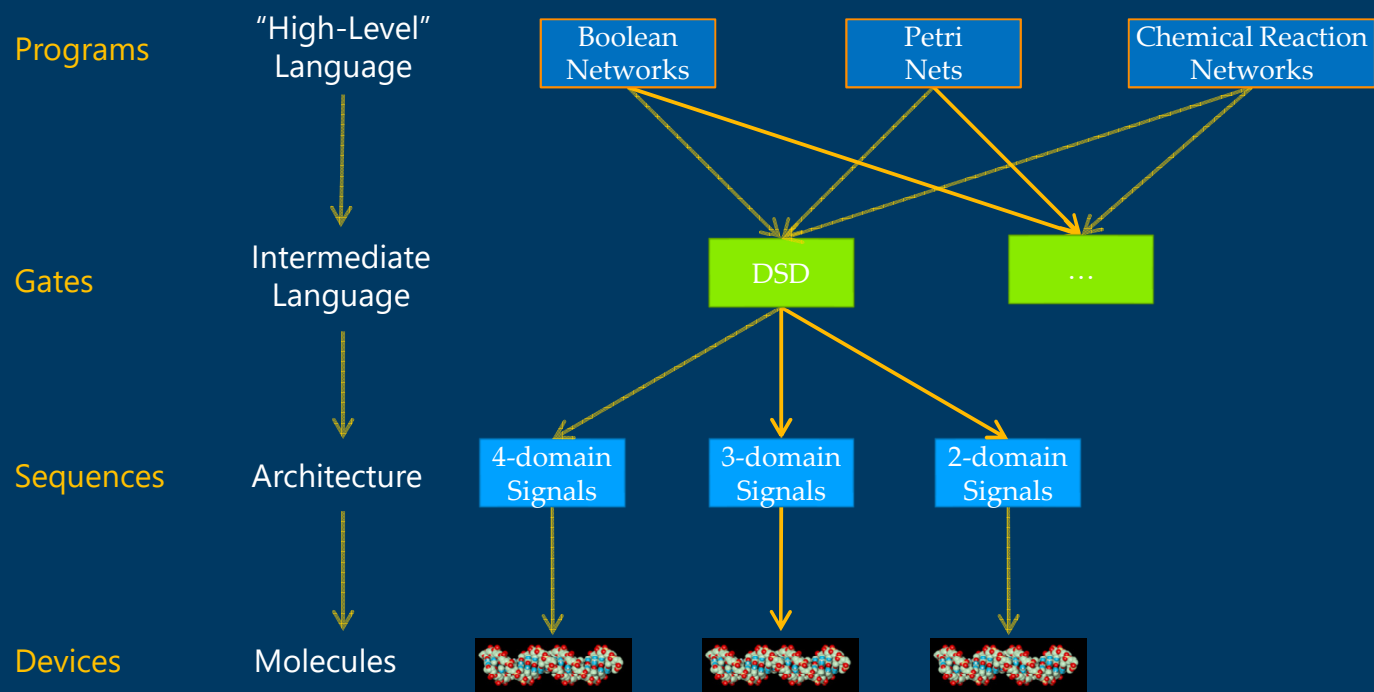 Programs
“High-Level”
Language
Boolean
Networks
Petri
Nets
Chemical Reaction
Networks
Gates
Intermediate
Language
DSD
…
Sequences
Architecture
4-domain
Signals
3-domain
Signals
2-domain
Signals
Devices
Molecules